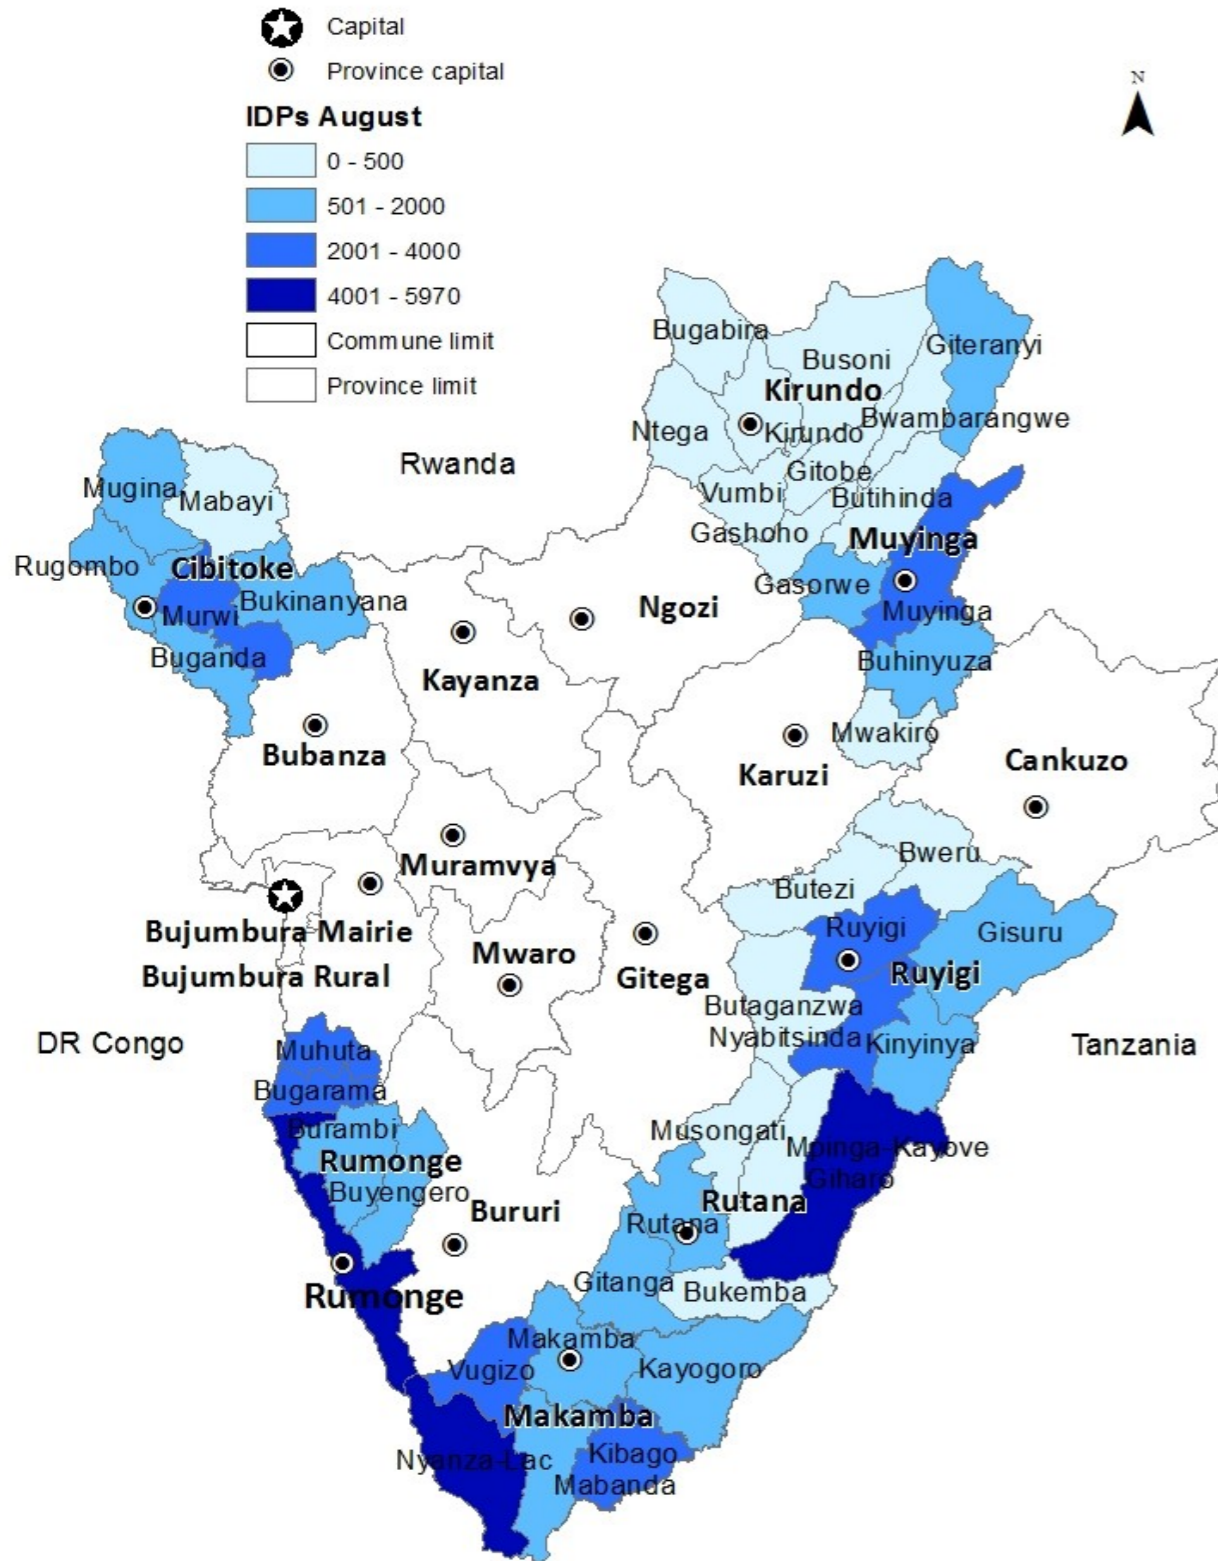 Capital
Province capital
IDPs August
0 - 500
501 - 2000
2001 - 4000
4001 - 5970
Commune limit
Province limit
N
Bugabira
Busoni
Giteranyi
Kirundo
Bwambarangwe
Ntega
Kirundo
Rwanda
Gitobe
Mugina
Mabayi
Vumbi
Butihinda
Gashoho
Muyinga
Rugombo
Cibitoke
Gasorwe
Bukinanyana
Ngozi
Murwi
Muyinga
Buganda
Buhinyuza
Kayanza
Mwakiro
Bubanza
Cankuzo
Karuzi
Bweru
Muramvya
Butezi
Ruyigi
Bujumbura Mairie
Gisuru
Mwaro
Ruyigi
Bujumbura Rural
Gitega
Butaganzwa
Nyabitsinda
DR Congo
Muhuta
Kinyinya
Tanzania
Bugarama
Burambi
Musongati
Mpinga-Kayove
Rumonge
Giharo
Buyengero
Rutana
Bururi
Rutana
Gitanga
Bukemba
Rumonge
Makamba
Vugizo
Kayogoro
Makamba
Nyanza-Lac
Kibago
Mabanda